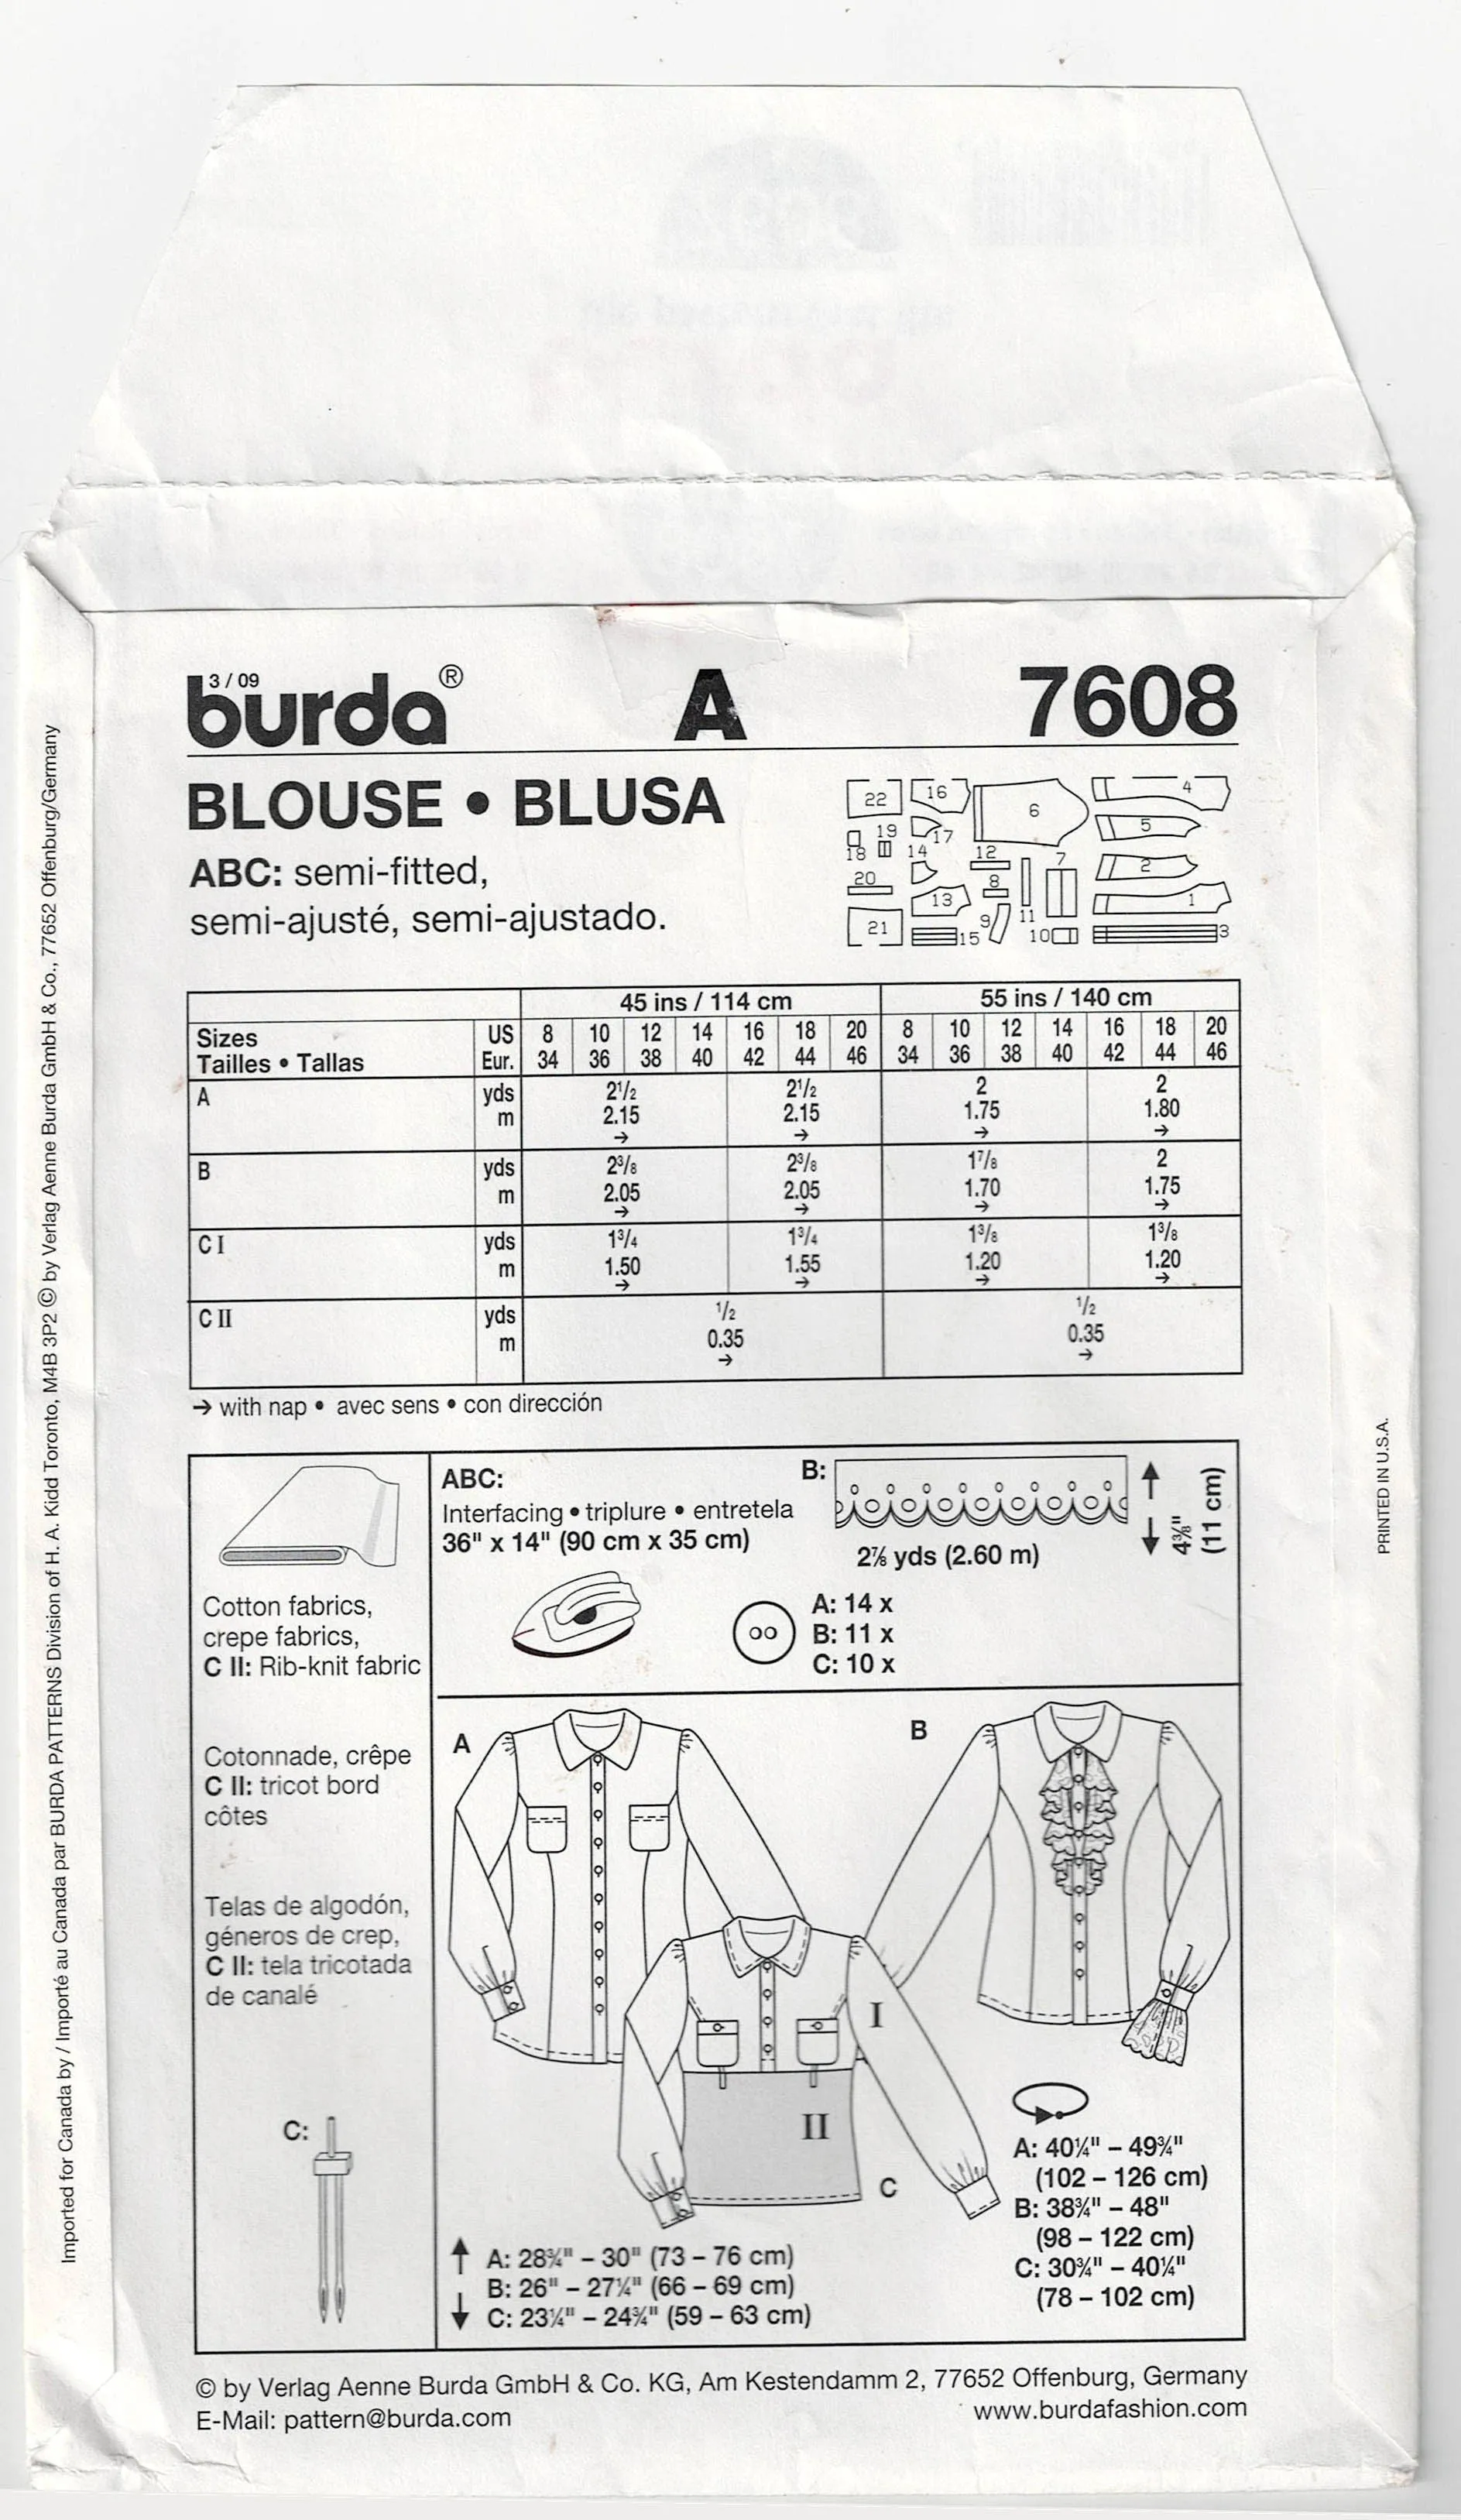 3 / 09
burda®
A
7608
BLOUSE • BLUSA
ABC: semi-fitted,
semi-ajusté, semi-ajustado.
22 16 6 4
19 17 5
18 14 12 7 2
20 8
13 11 1
21 15 9 10 3
45 ins / 114 cm 55 ins / 140 cm
Sizes US 8 10 12 14 16 18 20 8 10 12 14 16 18 20
Tailles • Tallas Eur. 34 36 38 40 42 44 46 34 36 38 40 42 44 46
A yds 2½ 2½ 2 2
m 2.15 2.15 1.75 1.80
→ → → →
B yds 2⅜ 2⅜ 1⅞ 2
m 2.05 2.05 1.70 1.75
→ → → →
C I yds 1¾ 1¾ 1⅜ 1⅜
m 1.50 1.55 1.20 1.20
→ → → →
C II yds ½ ½
m 0.35 0.35
→ →
→ with nap • avec sens • con dirección
Cotton fabrics,
crepe fabrics,
C II: Rib-knit fabric
Cotonnade, crêpe
C II: tricot bord
côtes
Telas de algodón,
géneros de crep,
C II: tela tricotada
de canalé
C:
ABC:
Interfacing • triplure • entretela
36" x 14" (90 cm x 35 cm)
B:
4⅜"
(11 cm)
2⅞ yds (2.60 m)
A: 14 x
B: 11 x
C: 10 x
A
B
I
II
C
A: 40¼" – 49¾"
(102 – 126 cm)
B: 38¾" – 48"
(98 – 122 cm)
C: 30¾" – 40¼"
(78 – 102 cm)
A: 28¾" – 30" (73 – 76 cm)
B: 26" – 27¼" (66 – 69 cm)
C: 23¼" – 24¾" (59 – 63 cm)
© by Verlag Aenne Burda GmbH & Co. KG, Am Kestendamm 2, 77652 Offenburg, Germany
E-Mail: pattern@burda.com
www.burdafashion.com
Imported for Canada by / Importé au Canada par BURDA PATTERNS Division of H. A. Kidd Toronto, M4B 3P2 © by Verlag Aenne Burda GmbH & Co., 77652 Offenburg/Germany
PRINTED IN U.S.A.